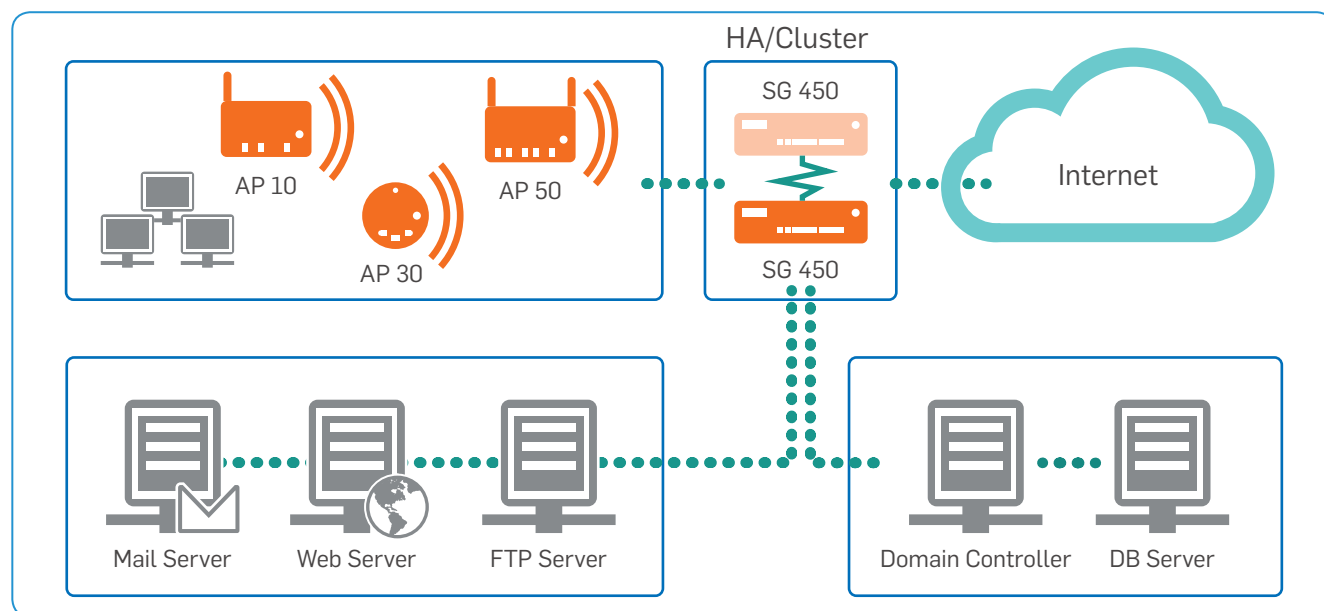 HA/Cluster
SG 450
AP 10
AP 50
AP 30
SG 450
Internet
Mail Server
Web Server
FTP Server
Domain Controller
DB Server